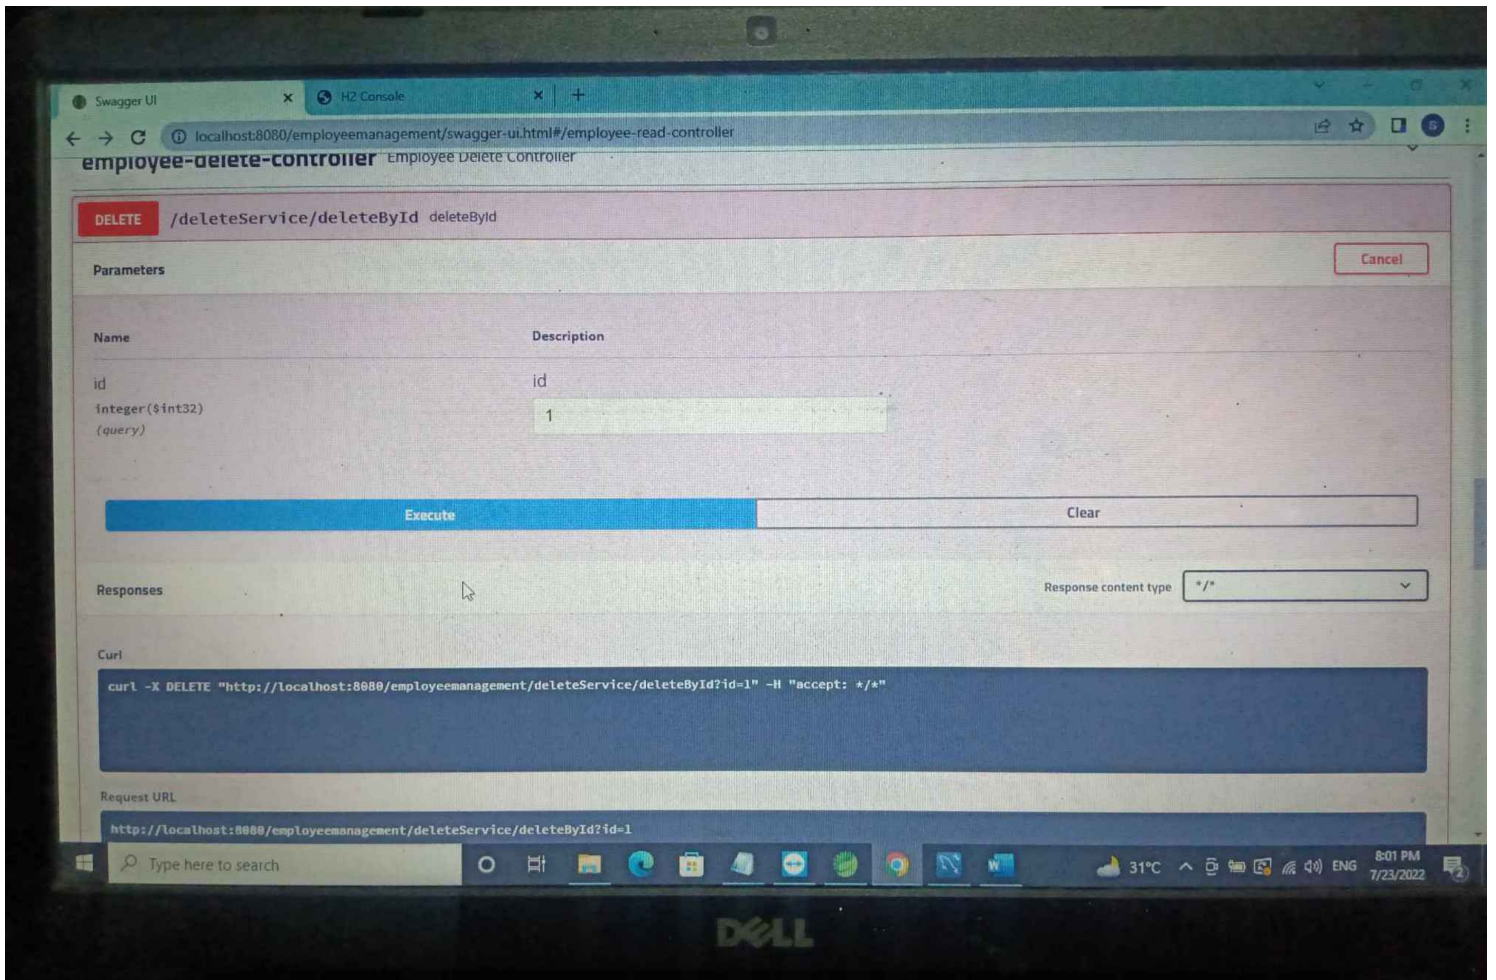 Swagger UI
H2 Console
localhost:8080/employeemanagement/swagger-ui.html#/employee-read-controller
S
employee-delete-controller Employee Delete Controller
DELETE /deleteService/deleteById deleteById
Parameters
Cancel
Name Description
id id
integer($int32)
1
(query)
Execute Clear
Responses Response content type */*
Curl
curl -X DELETE "http://localhost:8080/employeemanagement/deleteService/deleteById?id=1" -H "accept: */*"
Request URL
http://localhost:8080/employeemanagement/deleteService/deleteById?id=1
Type here to search
W
31°C ENG 8:01 PM
7/23/2022
2
DELL